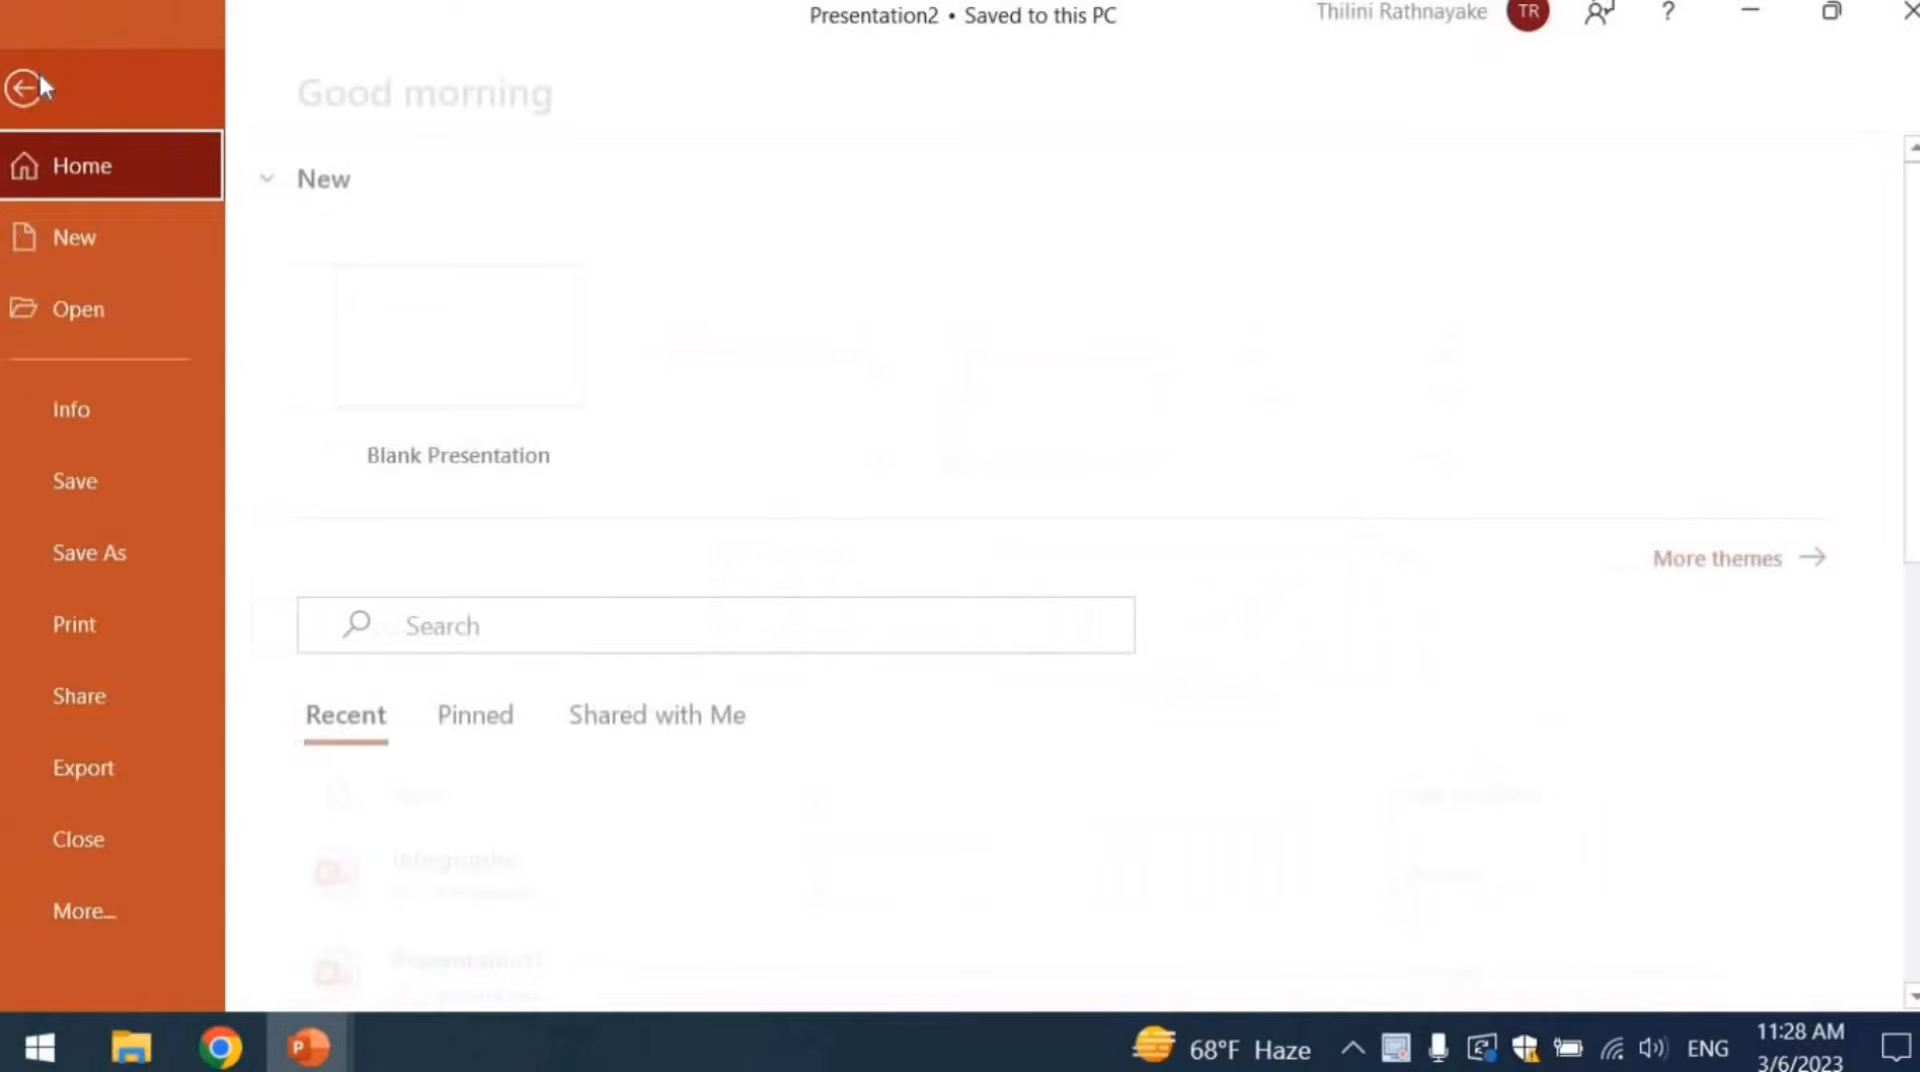 Presentation2 • Saved to this PC
Thilini Rathnayake
TR
?
Good morning
Home
New
Open
Info
Save
Save As
Print
Share
Export
Close
More...
New
Blank Presentation
More themes
Search
Recent
Pinned
Shared with Me
68°F Haze
ENG
11:28 AM
3/6/2023